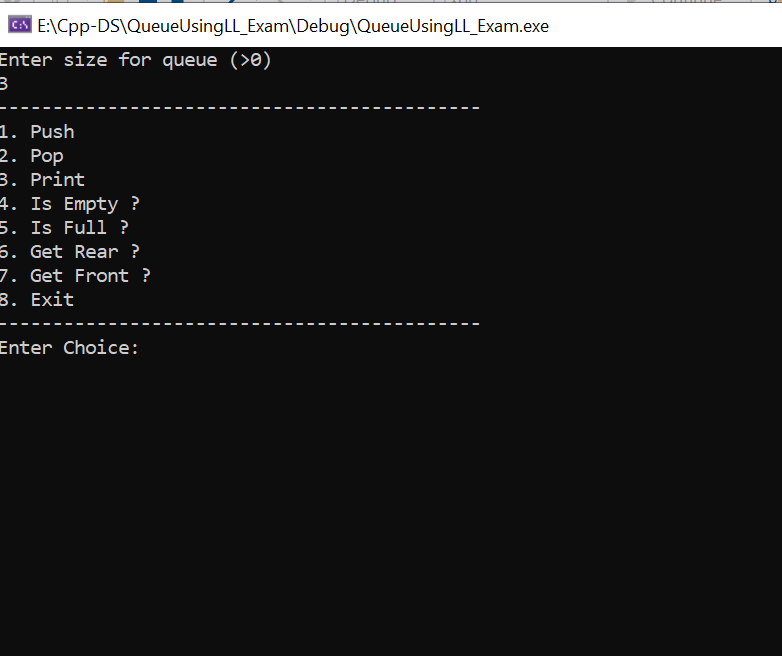 E:\Cpp-DS\QueueUsingLL_Exam\Debug\QueueUsingLL_Exam.exe
Enter size for queue (>0)
3
--------------------------------------------
1. Push
2. Pop
3. Print
4. Is Empty ?
5. Is Full ?
6. Get Rear ?
7. Get Front ?
8. Exit
--------------------------------------------
Enter Choice: